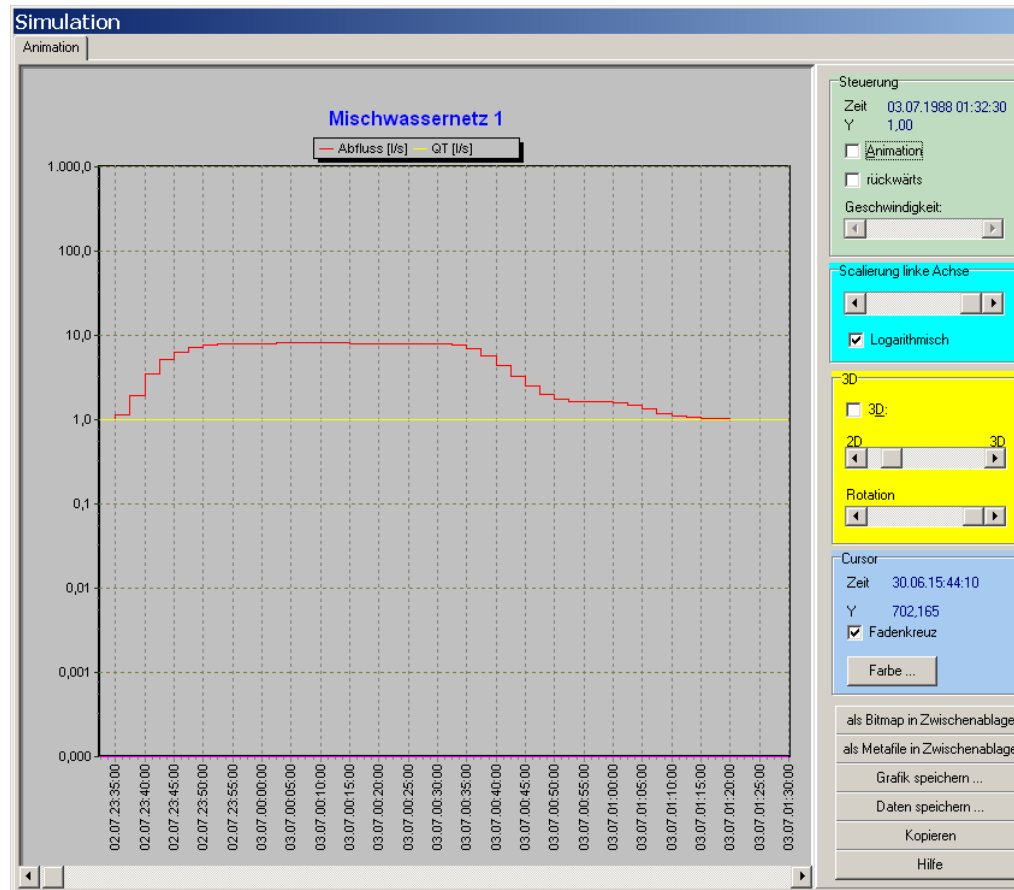 Simulation
Animation
Mischwassernetz 1
Abfluss [l/s] QT [l/s]
1.000,0
100,0
10,0
1,0
0,1
0,01
0,001
0,000
02.07.23:35:00
02.07.23:40:00
02.07.23:45:00
02.07.23:50:00
02.07.23:55:00
03.07.00:00:00
03.07.00:05:00
03.07.00:10:00
03.07.00:15:00
03.07.00:20:00
03.07.00:25:00
03.07.00:30:00
03.07.00:35:00
03.07.00:40:00
03.07.00:45:00
03.07.00:50:00
03.07.00:55:00
03.07.01:00:00
03.07.01:05:00
03.07.01:10:00
03.07.01:15:00
03.07.01:20:00
03.07.01:25:00
03.07.01:30:00
Steuerung
Zeit 03.07.1988 01:32:30
Y 1,00
Animation
rückwärts
Geschwindigkeit:
Scalierung linke Achse
Logarithmisch
3D
3D:
2D 3D
Rotation
Cursor
Zeit 30.06.15:44:10
Y 702,165
Fadenkreuz
Farbe ...
als Bitmap in Zwischenablage
als Metafile in Zwischenablage
Grafik speichern ...
Daten speichern ...
Kopieren
Hilfe